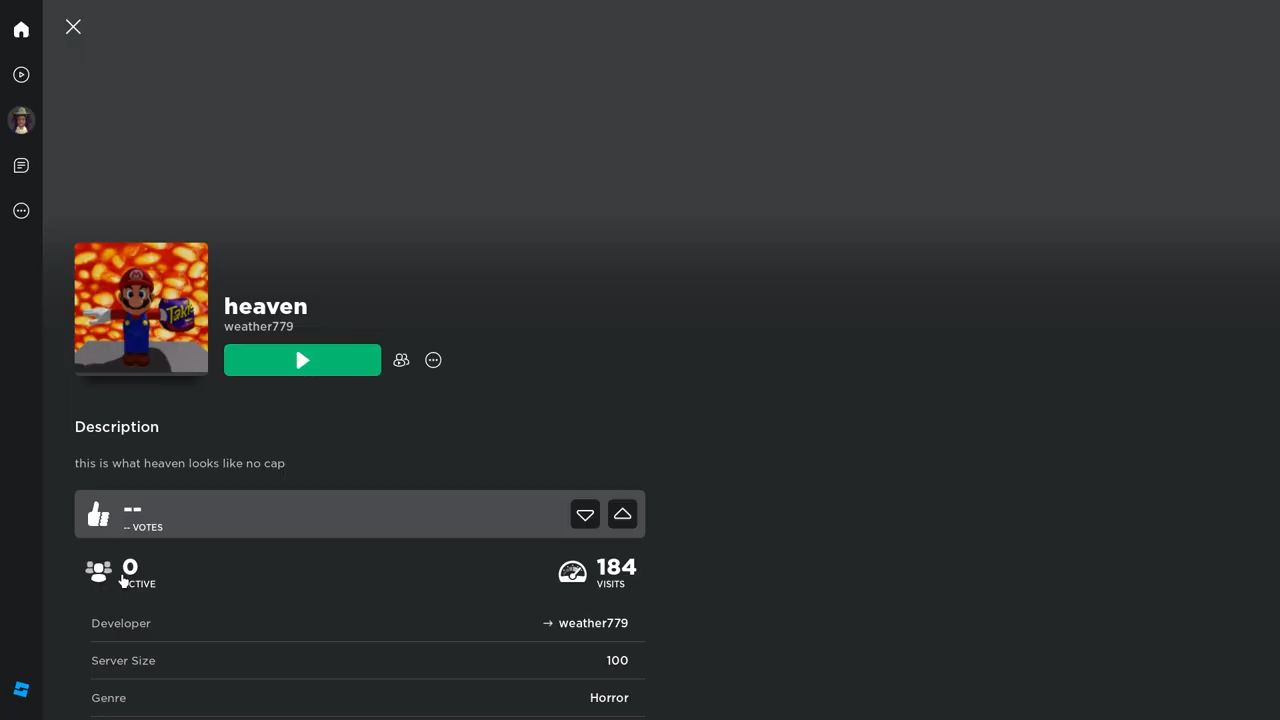 heaven
weather779
Description
this is what heaven looks like no cap
--
-- VOTES
0
184
CTIVE
VISITS
Developer
→ weather779
Server Size
100
Genre
Horror